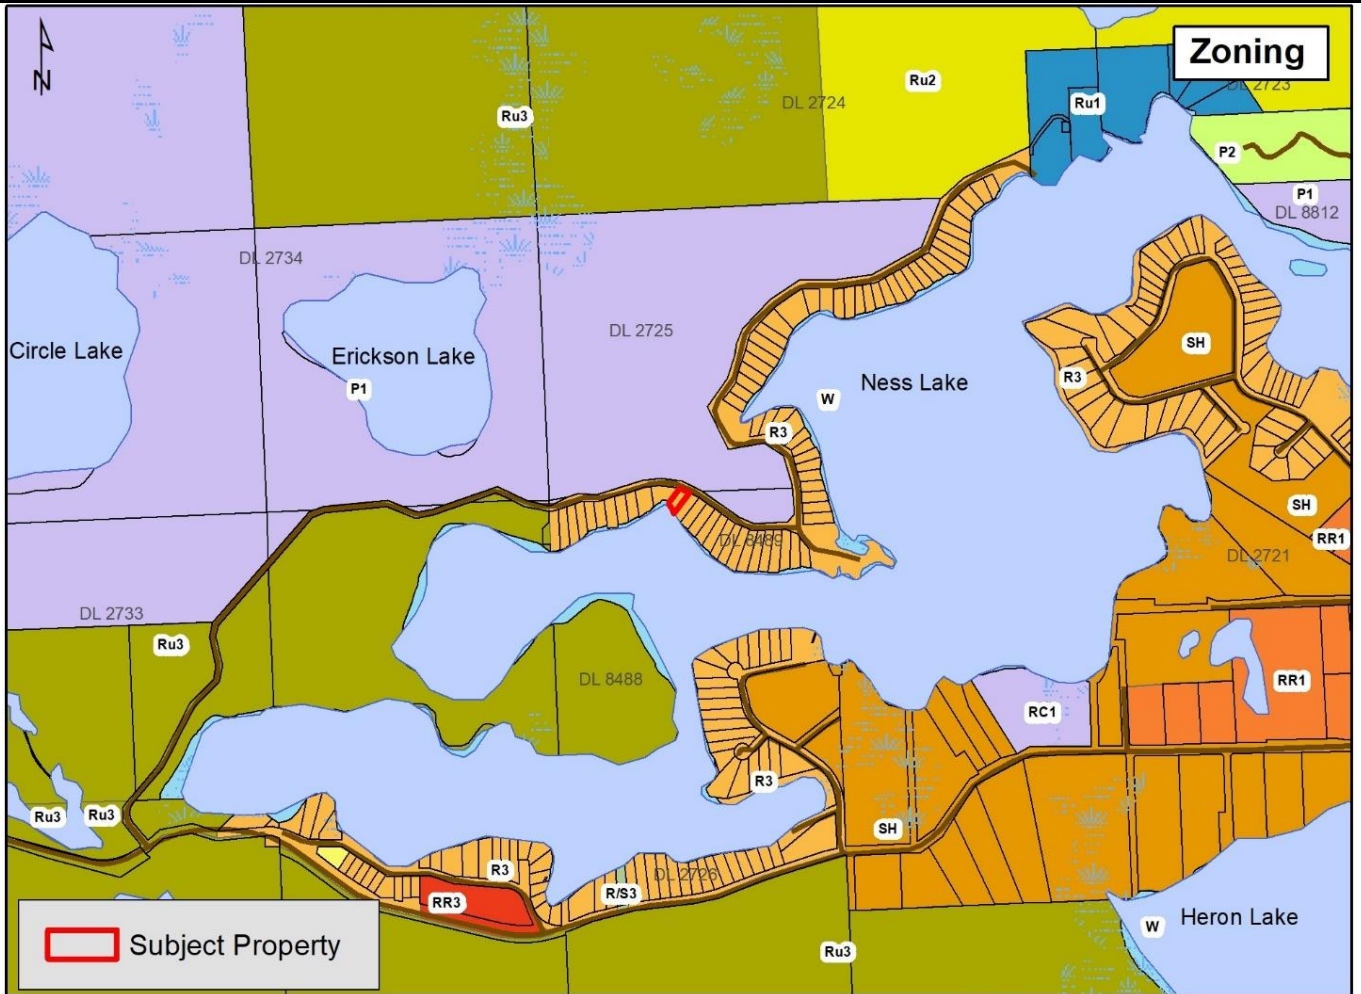 N
Zoning
Ru2
DL 2723
DL 2724
Ru1
Ru3
P2
P1
DL 8812
DL 2734
DL 2725
SH
Circle Lake
Erickson Lake
P1
Ness Lake
R3
W
R3
SH
RR1
DL 8489
DL 2721
DL 2733
Ru3
DL 8488
RR1
RC1
R3
Ru3
Ru3
SH
R3
DL 2726
R/S3
RR3
Heron Lake
W
Subject Property
Ru3